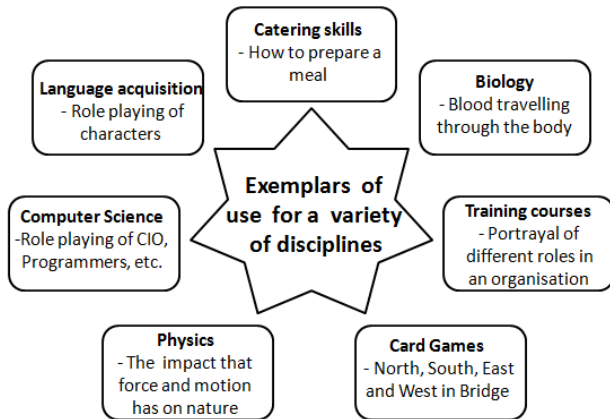 Catering skills
- How to prepare a
meal
Language acquisition
- Role playing of
characters
Biology
- Blood travelling
through the body
Exemplars of
use for a variety
of disciplines
Computer Science
-Role playing of CIO,
Programmers, etc.
Training courses
- Portrayal of
different roles in
an organisation
Physics
- The impact that
force and motion
has on nature
Card Games
- North, South, East
and West in Bridge